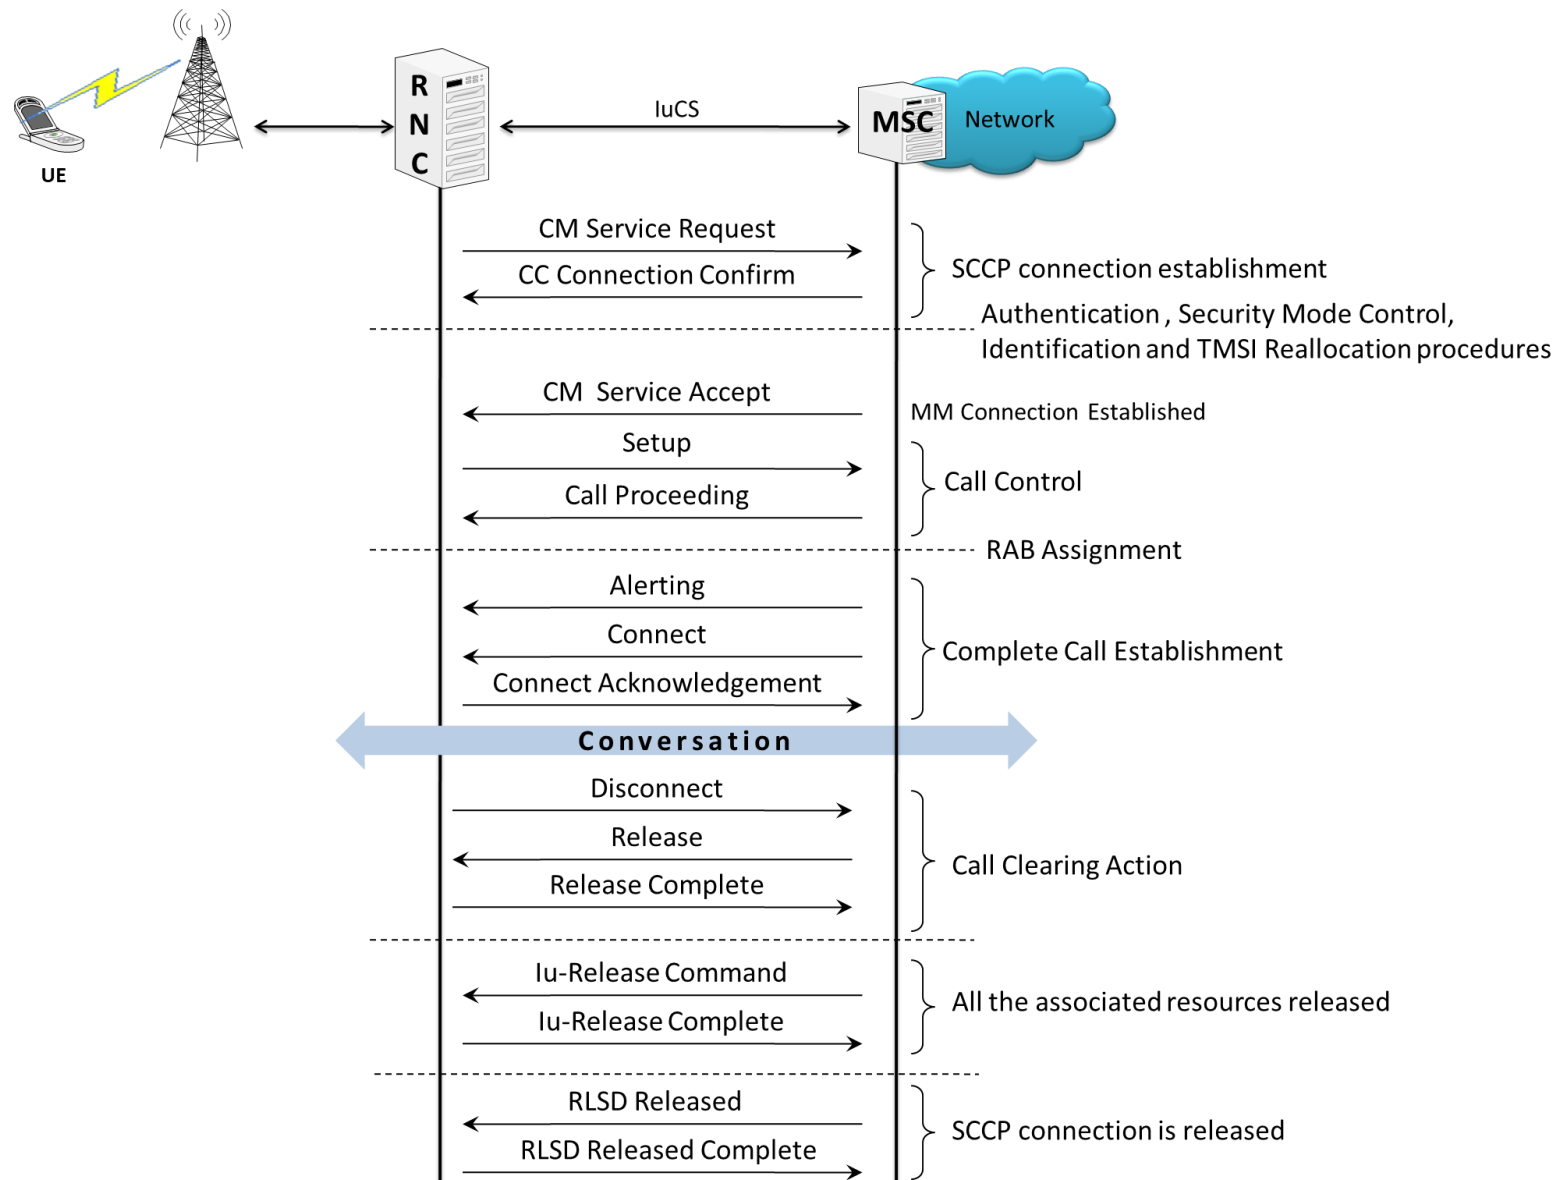 R
N
C
IuCS
MSC
Network
UE
CM Service Request
CC Connection Confirm
SCCP connection establishment
Authentication , Security Mode Control,
Identification and TMSI Reallocation procedures
CM Service Accept
MM Connection Established
Setup
Call Control
Call Proceeding
RAB Assignment
Alerting
Connect
Complete Call Establishment
Connect Acknowledgement
Conversation
Disconnect
Release
Call Clearing Action
Release Complete
Iu-Release Command
All the associated resources released
Iu-Release Complete
RLSD Released
SCCP connection is released
RLSD Released Complete